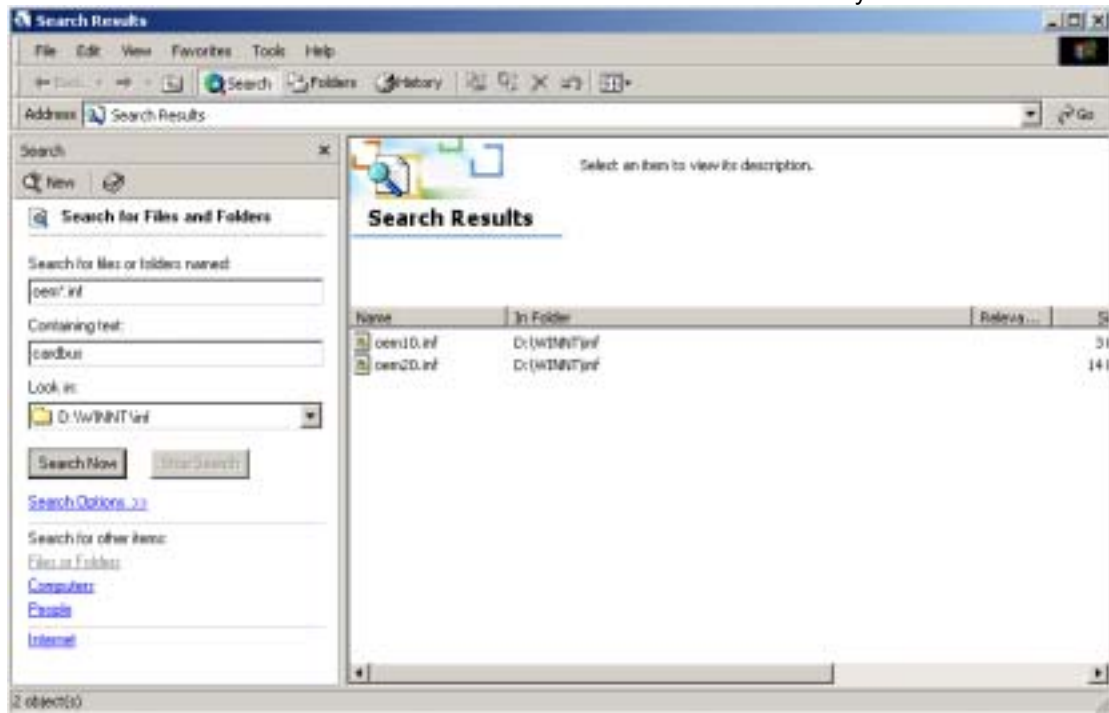 Search Results
File Edit View Favorites Tools Help
Back Search Folders History
Address Search Results Go
Search
New
Search for Files and Folders
Search for files or folders named:
oem*.inf
Containing text:
cardbus
Look in:
D:\WINNT\inf
Search Now Stop Search
Search Options >>
Search for other items:
Files or Folders
Computers
People
Internet
Select an item to view its description.
Search Results
Name In Folder Releva... Si
oem10.inf D:\WINNT\inf 3
oem20.inf D:\WINNT\inf 14
2 object(s)